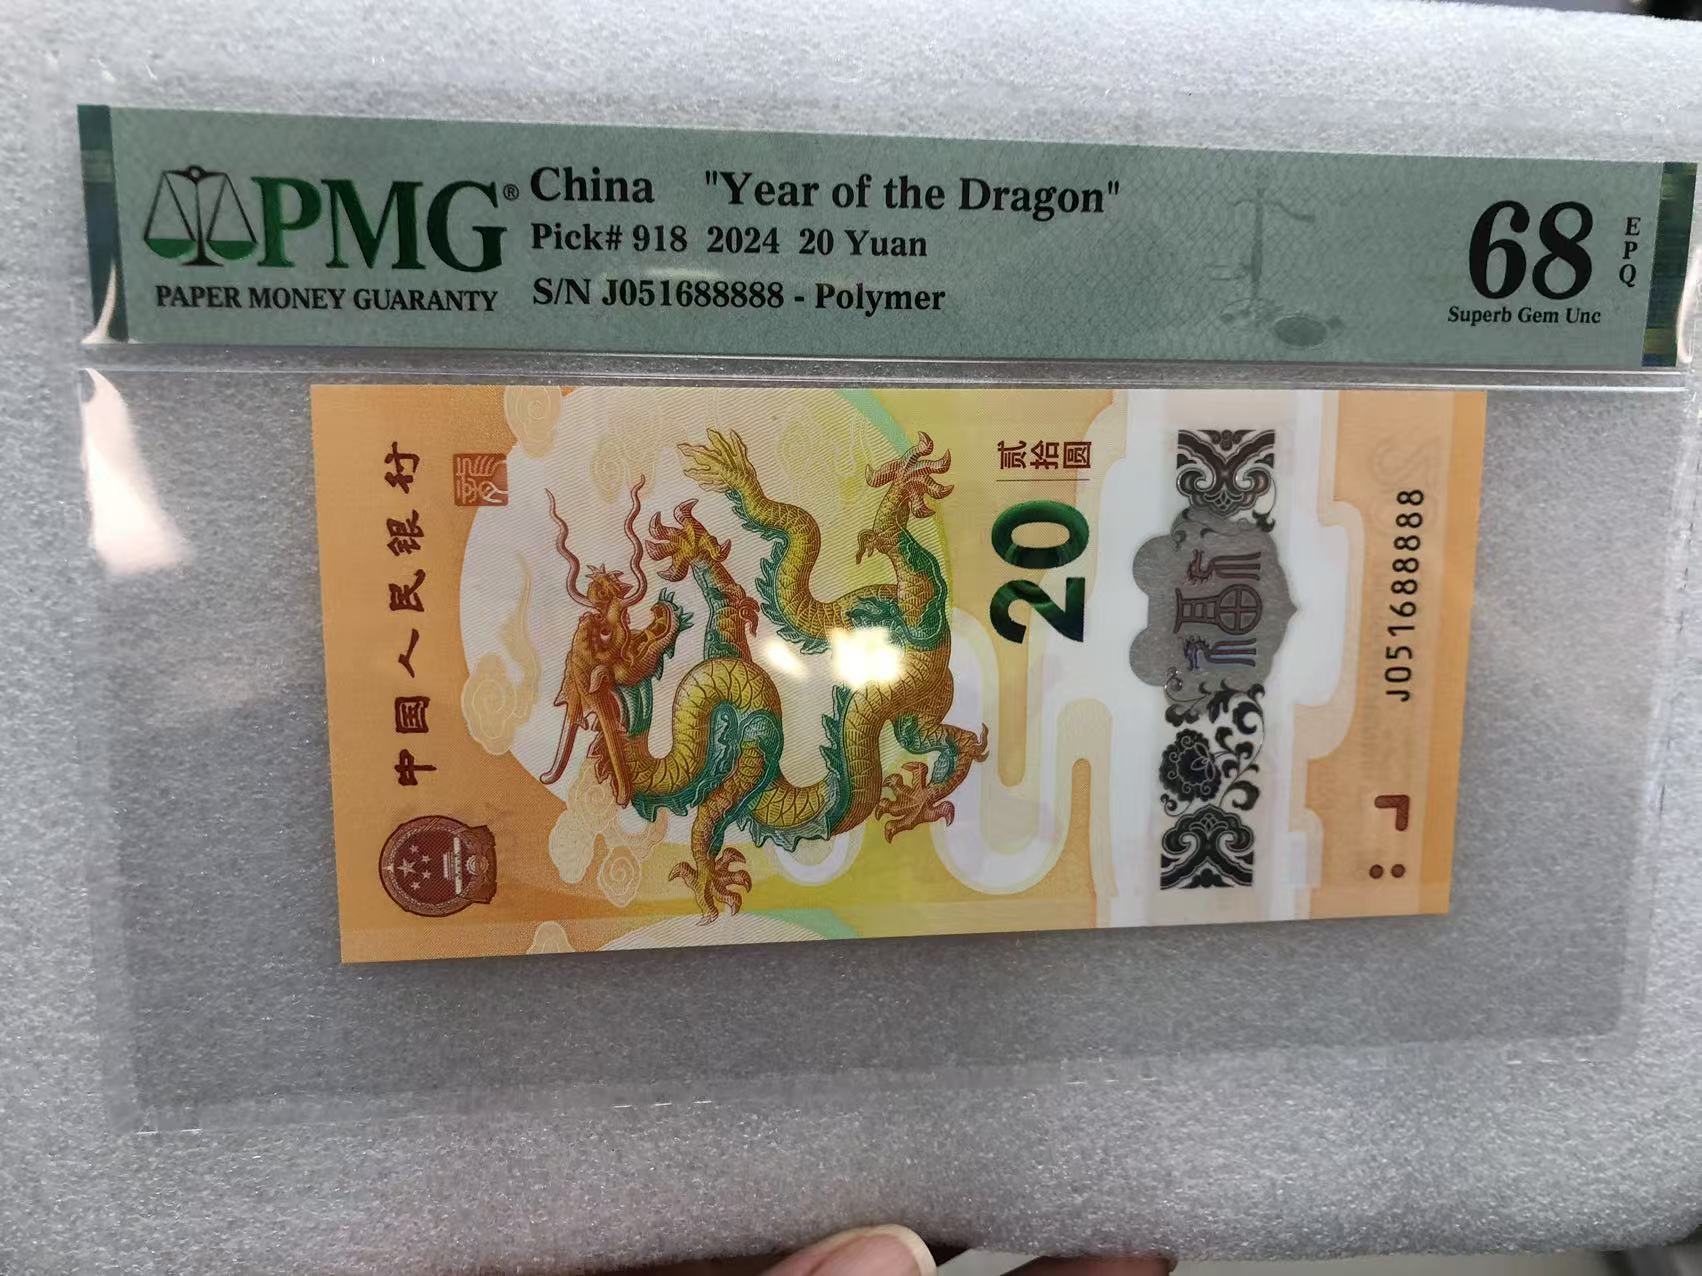 PMG®
PAPER MONEY GUARANTY
China "Year of the Dragon"
Pick# 918 2024 20 Yuan
S/N J051688888 - Polymer
68
EPQ
Superb Gem Unc
中国人民银行
贰拾圆
20
福
J051688888